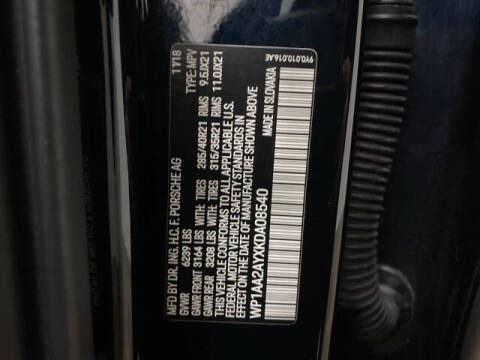 MFD BY DR. ING. H.C. F. PORSCHE AG 11/18
GVWR 6239 LBS TYPE: MPV
GAWR FRONT 3164 LBS WITH TIRES 285/40R21 RIMS 9.5JX21
GAWR REAR 3208 LBS WITH TIRES 315/35R21 RIMS 11.0JX21
THIS VEHICLE CONFORMS TO ALL APPLICABLE U.S.
FEDERAL MOTOR VEHICLE SAFETY STANDARDS IN
EFFECT ON THE DATE OF MANUFACTURE SHOWN ABOVE
WP1AA2AYXKDA08540 MADE IN SLOVAKIA
9Y0.010.016.AE